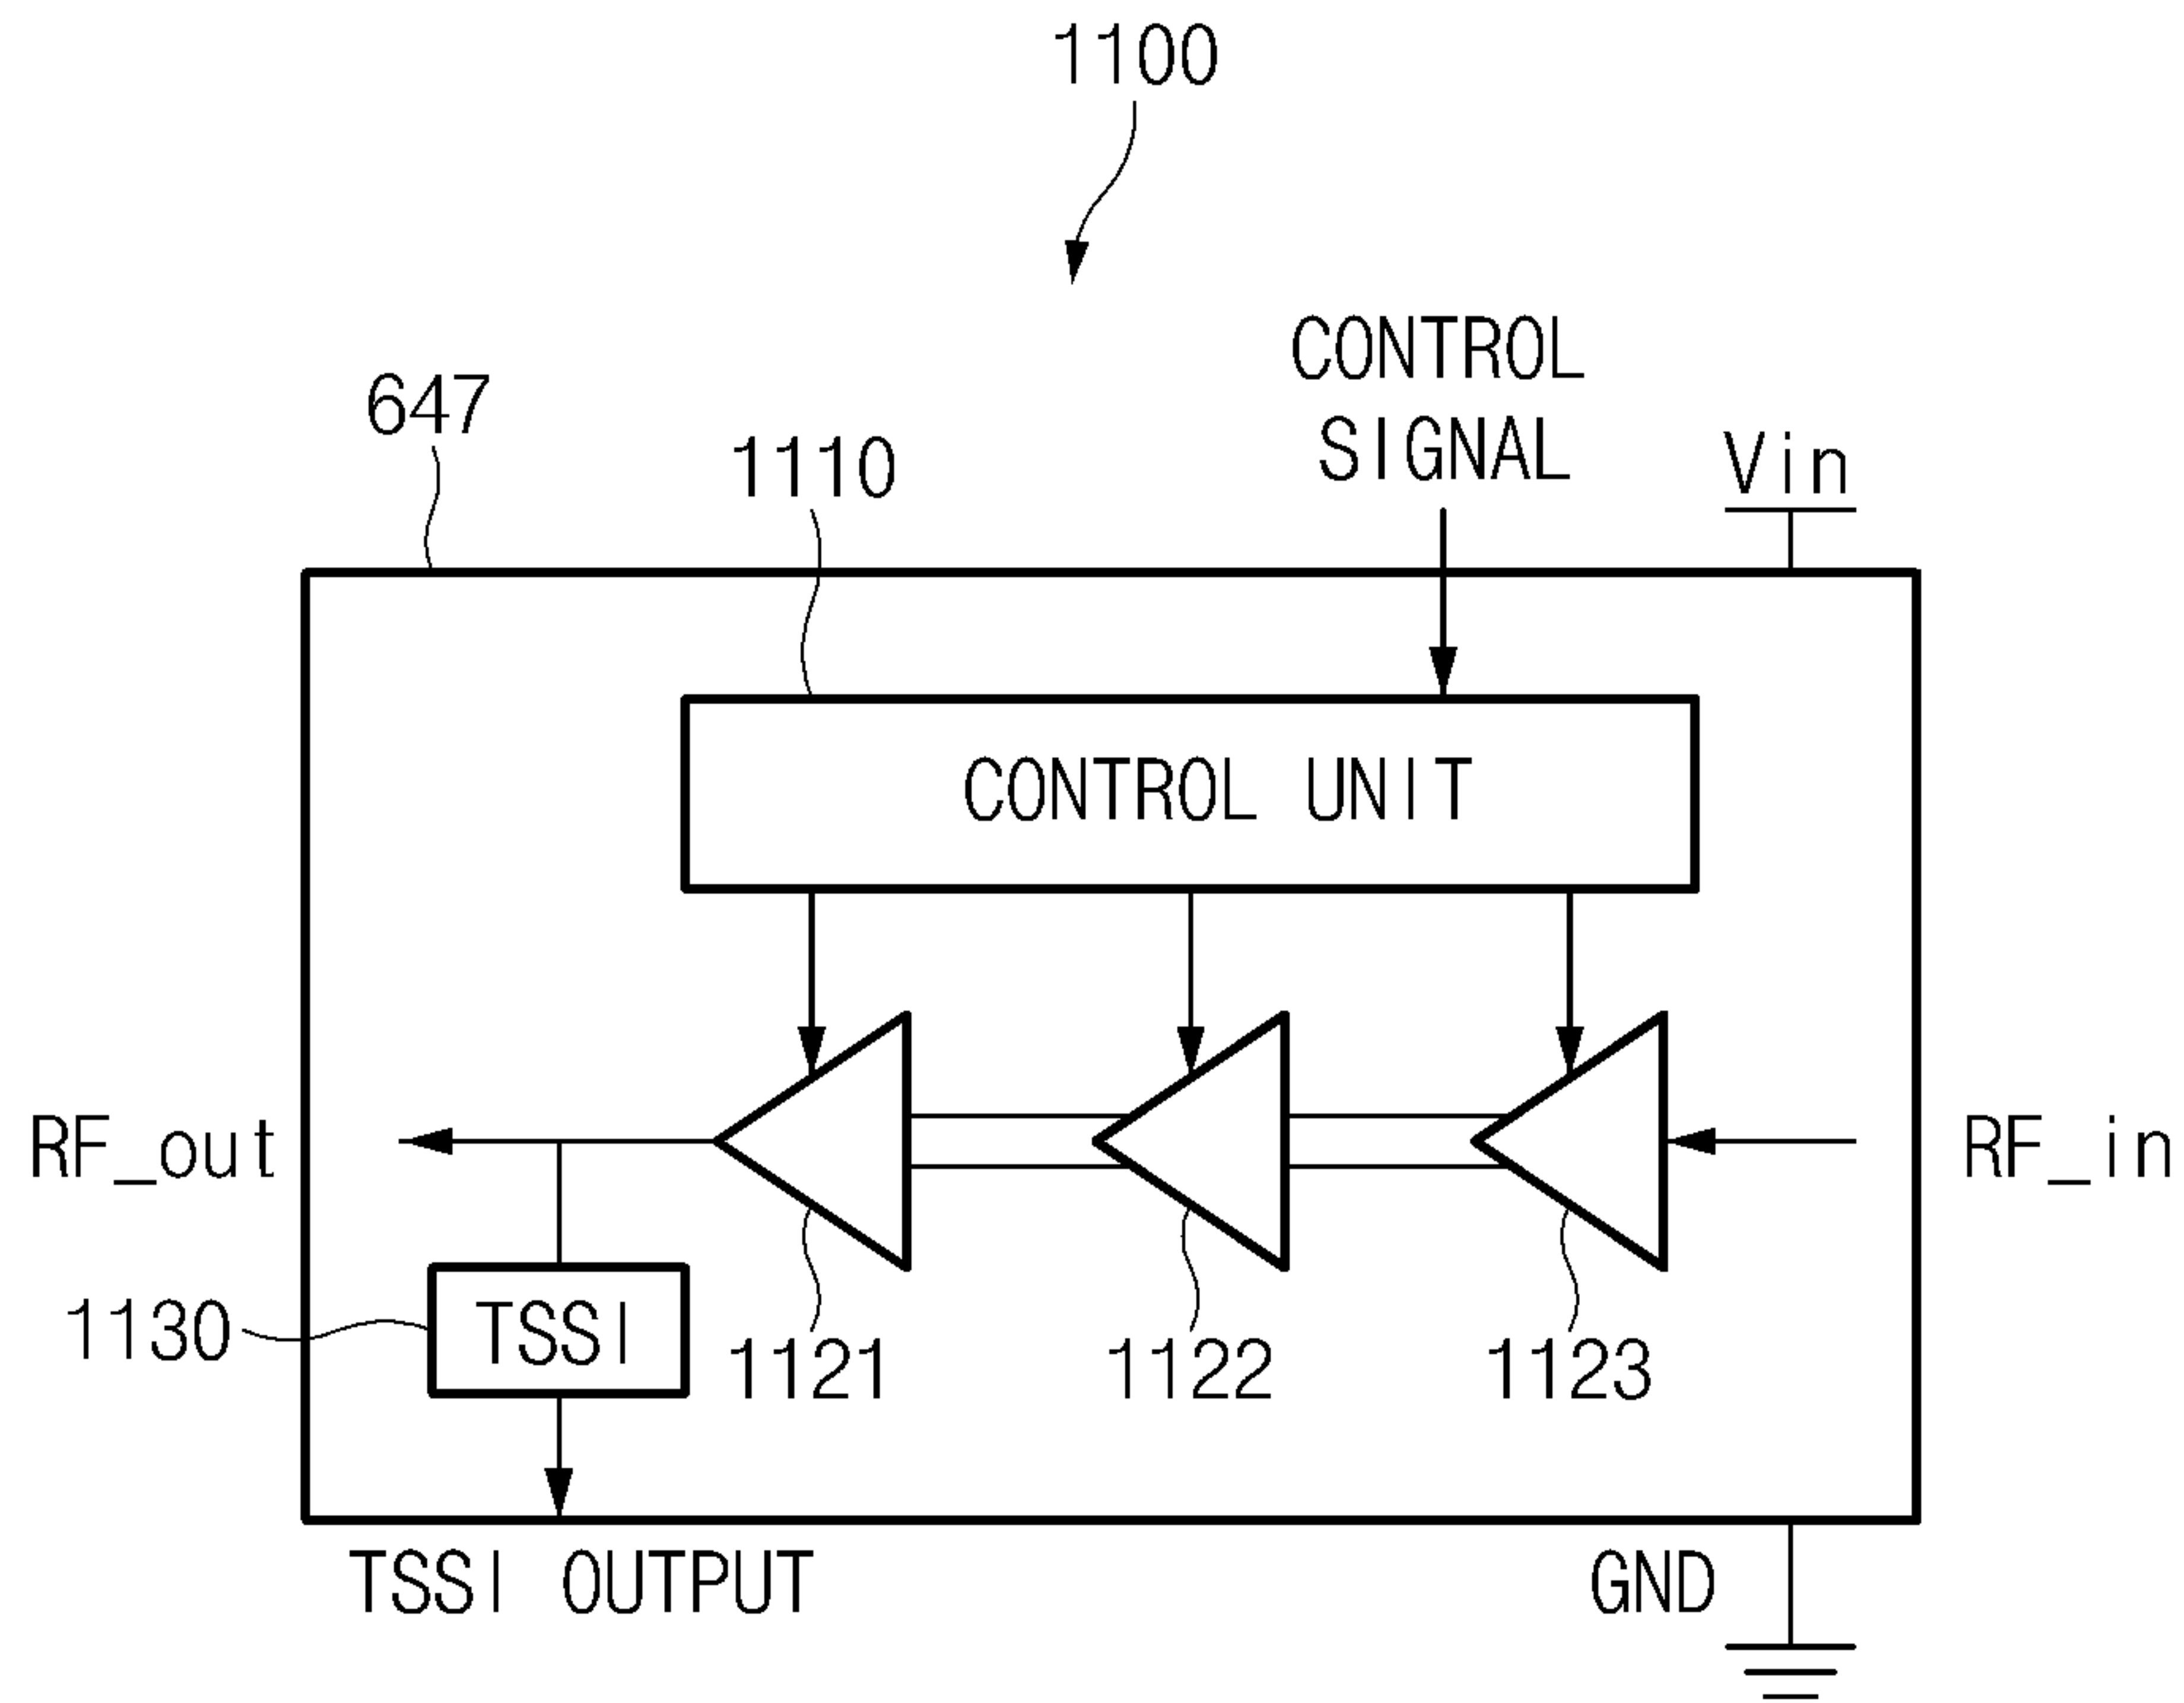 1100
CONTROL
SIGNAL
647
1110
Vin
CONTROL UNIT
RF_out
RF_in
1130
TSSI
1121
1122
1123
TSSI OUTPUT
GND